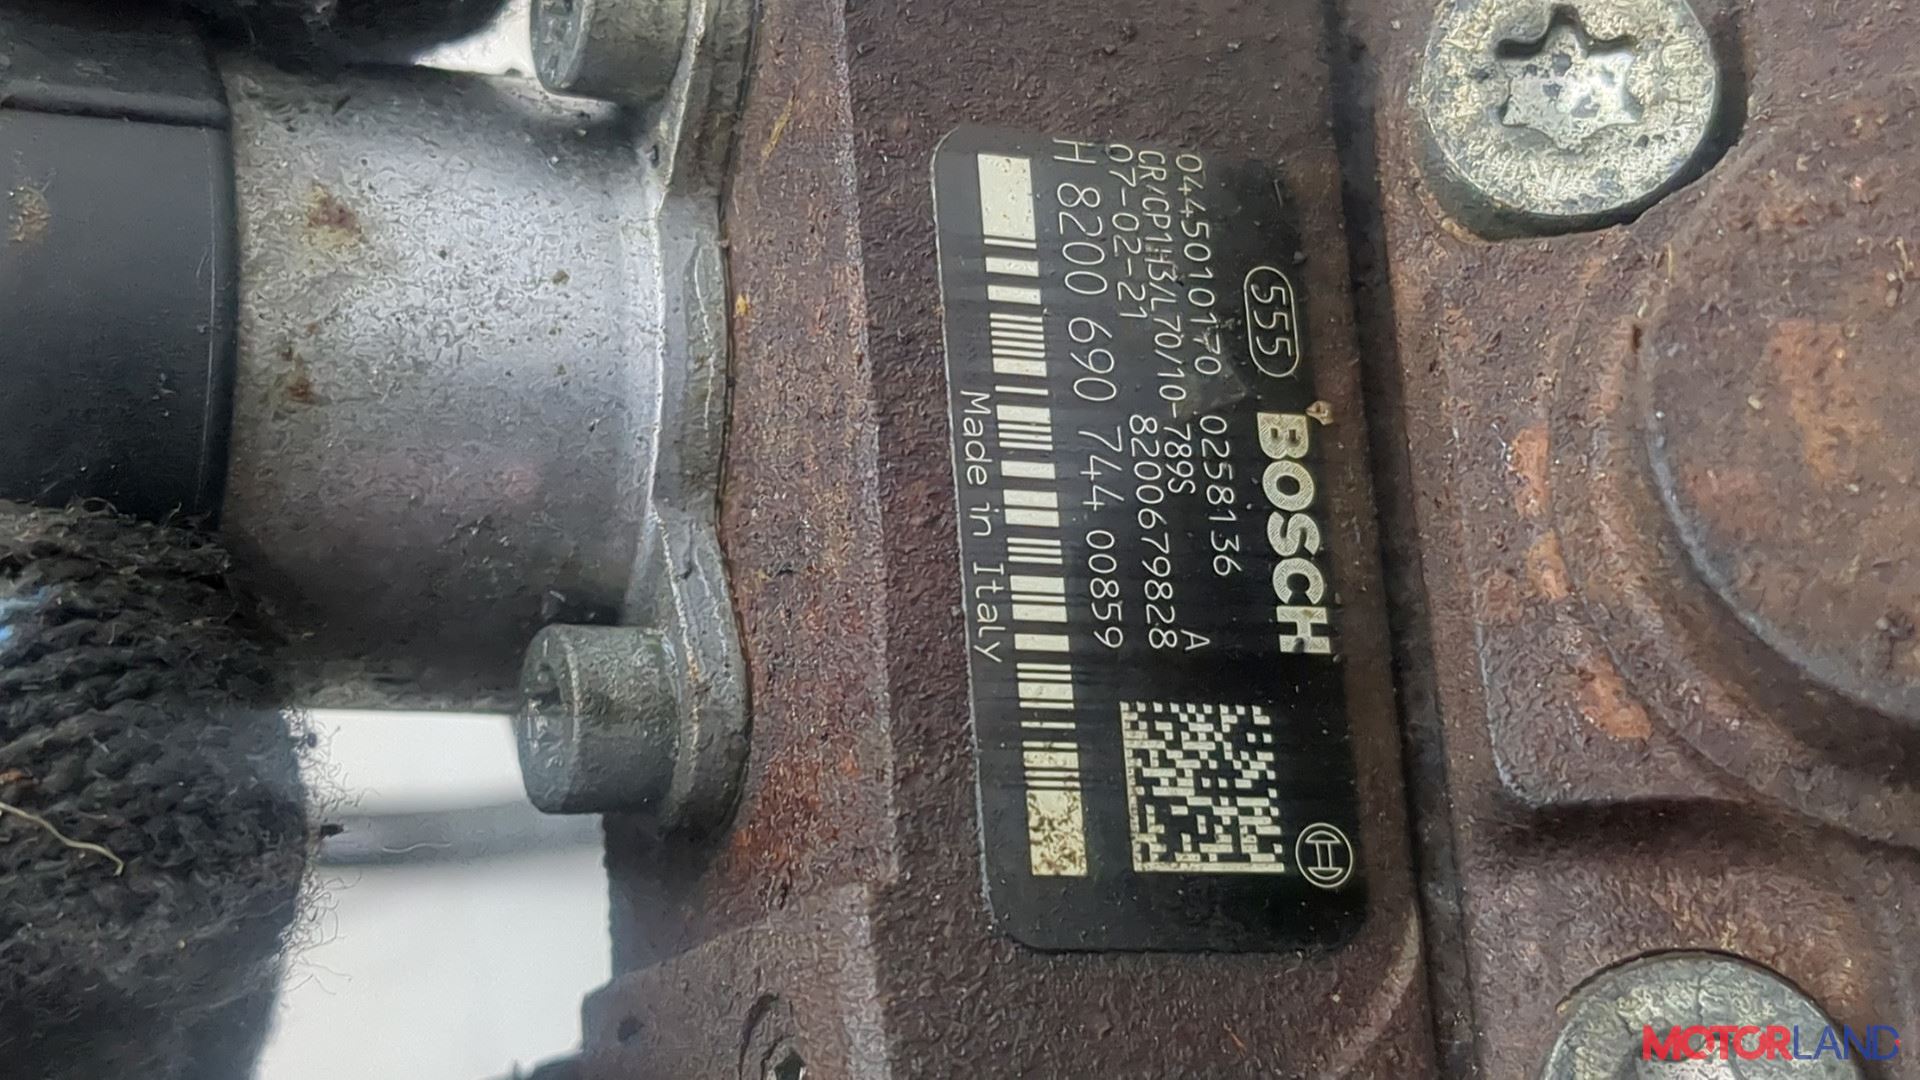 555 BOSCH
0445010170 0258136
CR/CP1H3/L70/10-789S A
07-02-21 8200679828
H 8200 690 744 00859
Made in Italy
MOTORLAND